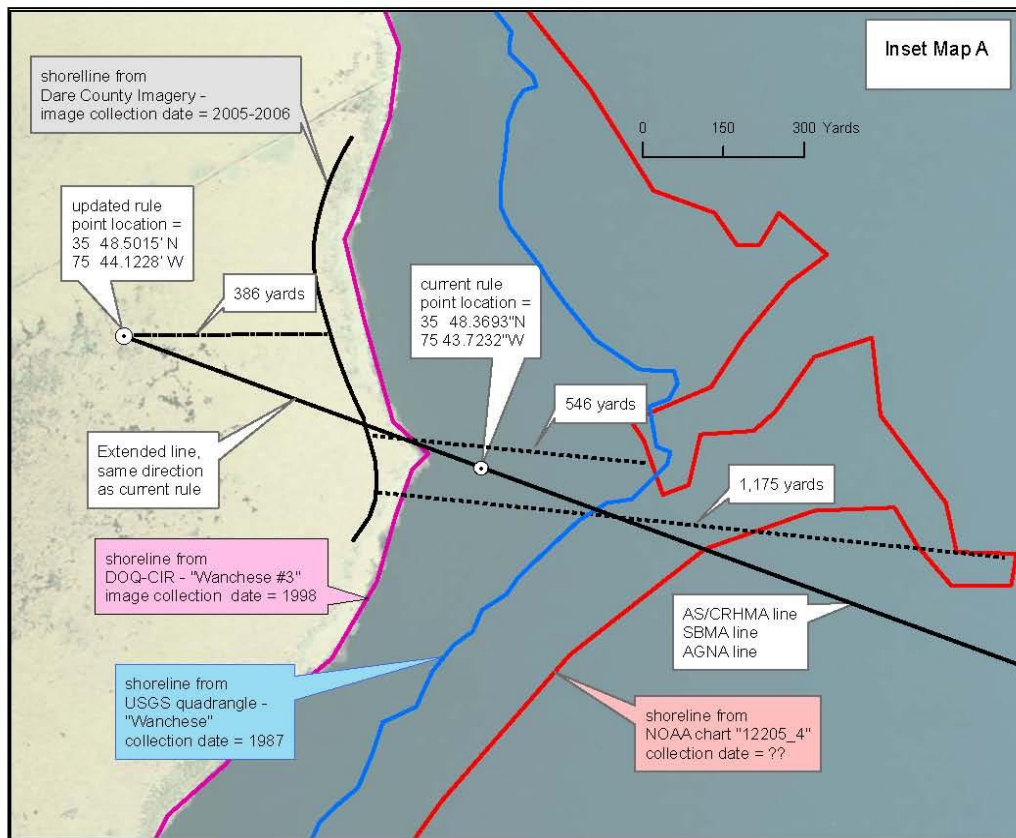 Inset Map A
shorelline from
Dare County Imagery -
image collection date = 2005-2006
0 150 300 Yards
updated rule
point location =
35 48.5015' N
75 44.1228' W
386 yards
current rule
point location =
35 48.3693"N
75 43.7232"W
546 yards
Extended line,
same direction
as current rule
1,175 yards
shoreline from
DOQ-CIR - "Wanchese #3"
image collection date = 1998
AS/CRHMA line
SBMA line
AGNA line
shoreline from
USGS quadrangle -
"Wanchese"
collection date = 1987
shoreline from
NOAA chart "12205_4"
collection date = ??